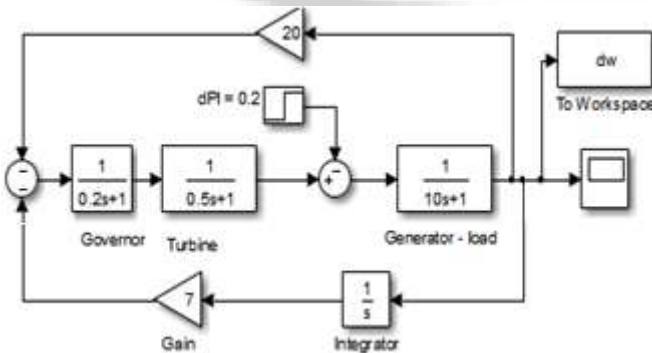 20
dw
dPl = 0.2
To Workspace
1
0.2s+1
1
0.5s+1
1
10s+1
Governor
Turbine
Generator - load
7
1
s
Gain
Integrator